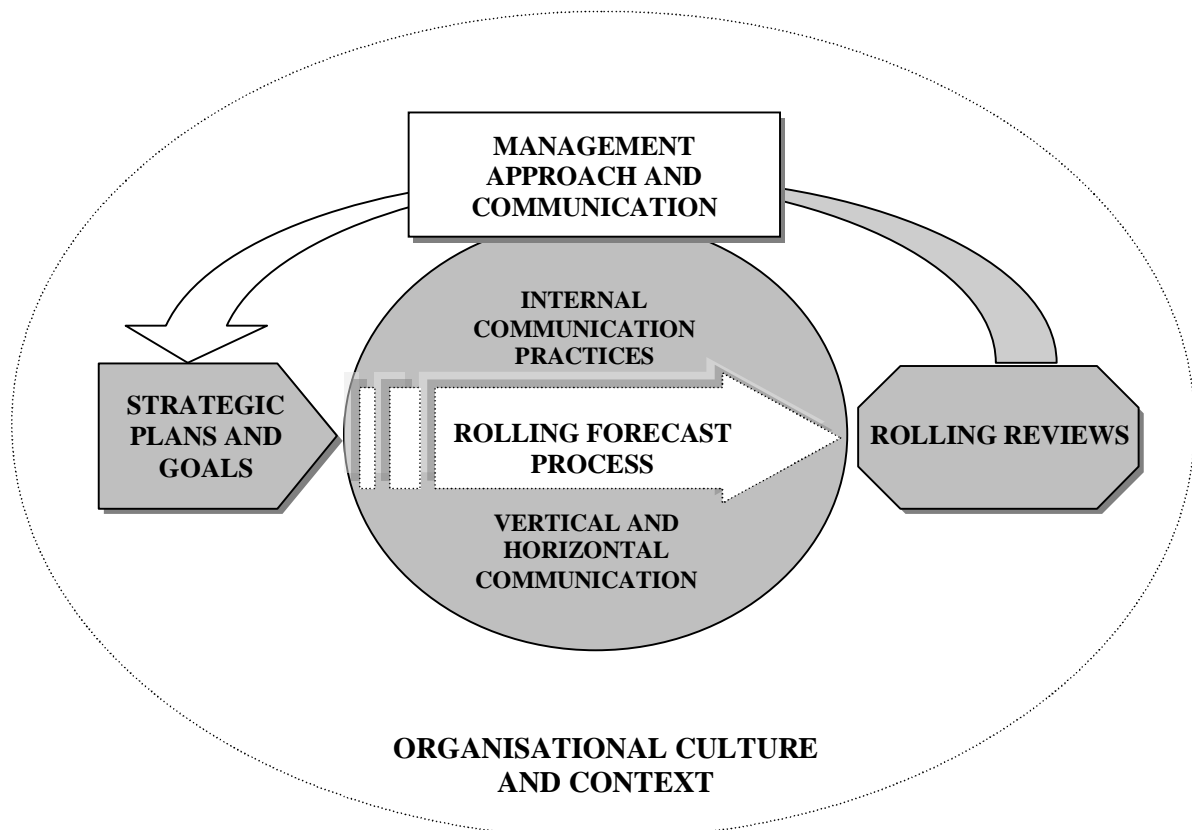 MANAGEMENT
APPROACH AND
COMMUNICATION
INTERNAL
COMMUNICATION
PRACTICES
STRATEGIC
PLANS AND
GOALS
ROLLING FORECAST
PROCESS
ROLLING REVIEWS
VERTICAL AND
HORIZONTAL
COMMUNICATION
ORGANISATIONAL CULTURE
AND CONTEXT